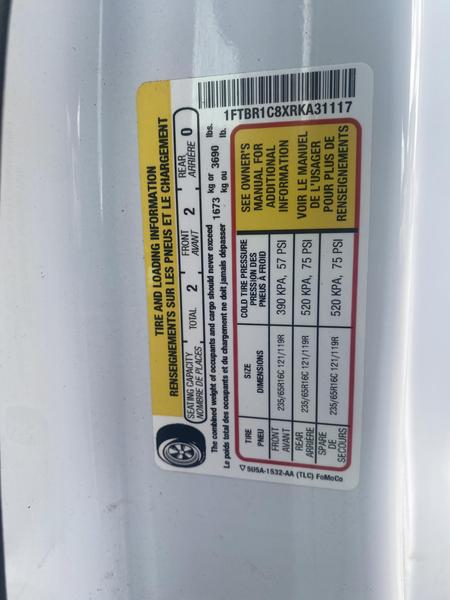 1FTBR1C8XRKA31117
TIRE AND LOADING INFORMATION
RENSEIGNEMENTS SUR LES PNEUS ET LE CHARGEMENT
SEATING CAPACITY TOTAL 2 FRONT 2 REAR 0
NOMBRE DE PLACES AVANT ARRIÈRE
The combined weight of occupants and cargo should never exceed 1673 kg or 3690 lbs.
Le poids total des occupants et du chargement ne doit jamais dépasser kg ou lb.
TIRE SIZE COLD TIRE PRESSURE
PNEU DIMENSIONS PRESSION DES
PNEUS À FROID
FRONT 235/65R16C 121/119R 390 KPA, 57 PSI
AVANT
REAR 235/65R16C 121/119R 520 KPA, 75 PSI
ARRIÈRE
SPARE 235/65R16C 121/119R 520 KPA, 75 PSI
DE
SECOURS
SEE OWNER'S
MANUAL FOR
ADDITIONAL
INFORMATION
VOIR LE MANUEL
DE L'USAGER
POUR PLUS DE
RENSEIGNEMENTS
5U5A-1532-AA (TLC) FoMoCo